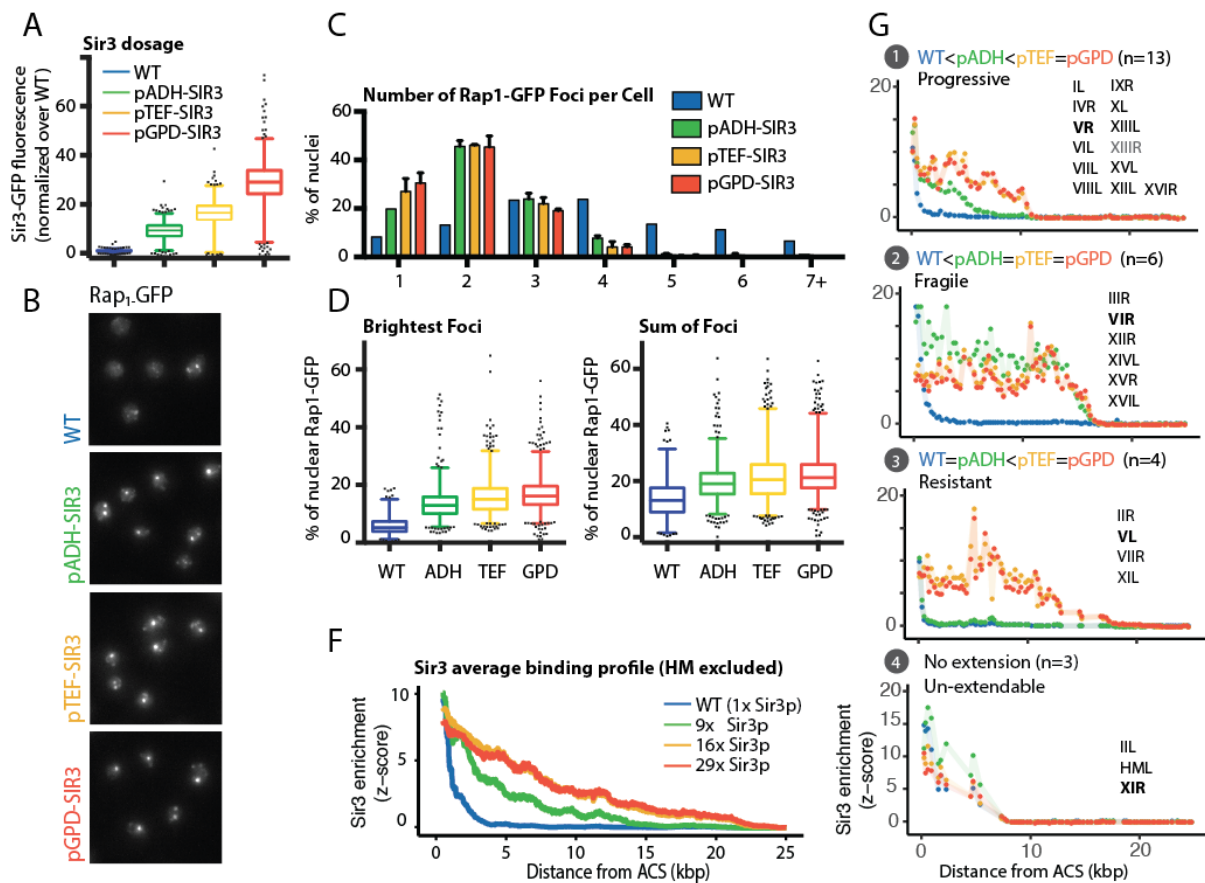 A
Sir3 dosage
Sir3-GFP fluorescence
(normalized over WT)
60
40
20
0
WT
pADH-SIR3
pTEF-SIR3
pGPD-SIR3
B
Rap1-GFP
WT
pADH-SIR3
pTEF-SIR3
pGPD-SIR3
C
Number of Rap1-GFP Foci per Cell
% of nuclei
60
40
20
0
1 2 3 4 5 6 7+
WT
pADH-SIR3
pTEF-SIR3
pGPD-SIR3
D
Brightest Foci
% of nuclear Rap1-GFP
60
40
20
0
WT ADH TEF GPD
Sum of Foci
% of nuclear Rap1-GFP
60
40
20
0
WT ADH TEF GPD
F
Sir3 average binding profile (HM excluded)
Sir3 enrichment
(z−score)
10
5
0
WT (1x Sir3p)
9x Sir3p
16x Sir3p
29x Sir3p
0 5 10 15 20 25
Distance from ACS (kbp)
G
1 WT<pADH<pTEF=pGPD (n=13)
Progressive
20
0
IL IXR
IVR XL
VR XIIIL
VIL XIIIR
VIIL XVL
VIIIL XIIL XVIR
2 WT<pADH=pTEF=pGPD (n=6)
Fragile
20
0
IIIR
VIR
XIIR
XIVL
XVR
XVIL
3 WT=pADH<pTEF=pGPD (n=4)
Resistant
20
0
IIR
VL
VIIR
XIL
4 No extension (n=3)
Un-extendable
Sir3 enrichment
(z−score)
20
15
10
5
0
IIL
HML
XIR
0 10 20
Distance from ACS (kbp)